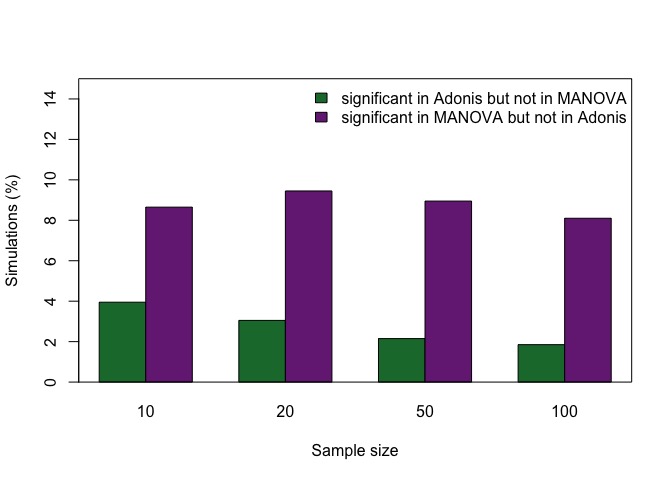 significant in Adonis but not in MANOVA
significant in MANOVA but not in Adonis
14
12
10
8
6
4
2
0
Simulations (%)
10 20 50 100
Sample size